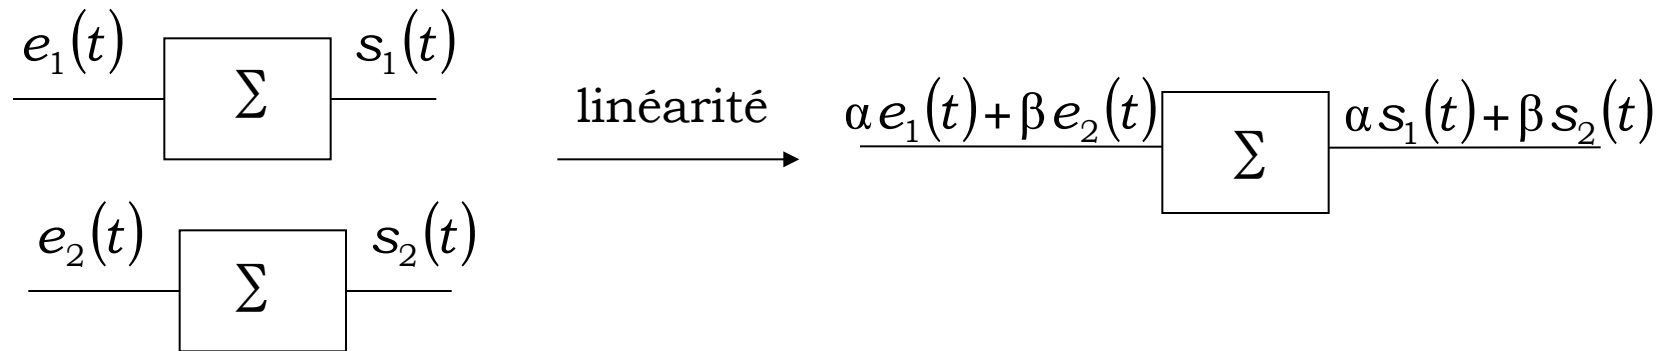 e₁(t) Σ s₁(t)
e₂(t) Σ s₂(t)
linéarité
αe₁(t)+βe₂(t) Σ αs₁(t)+βs₂(t)